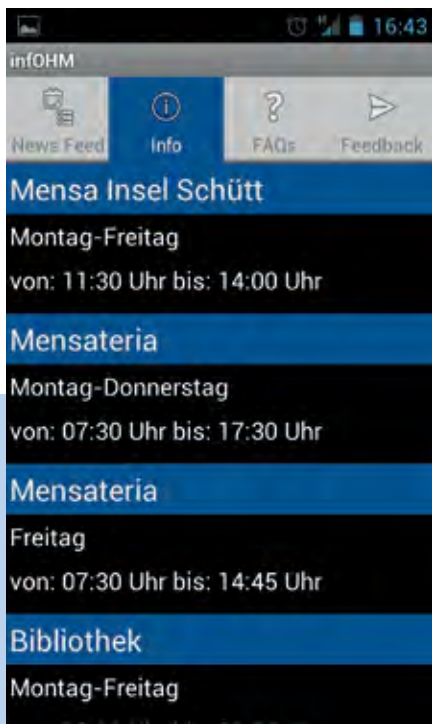 16:43
infOHM
News Feed
Info
FAQs
Feedback
Mensa Insel Schütt
Montag-Freitag
von: 11:30 Uhr bis: 14:00 Uhr
Mensateria
Montag-Donnerstag
von: 07:30 Uhr bis: 17:30 Uhr
Mensateria
Freitag
von: 07:30 Uhr bis: 14:45 Uhr
Bibliothek
Montag-Freitag